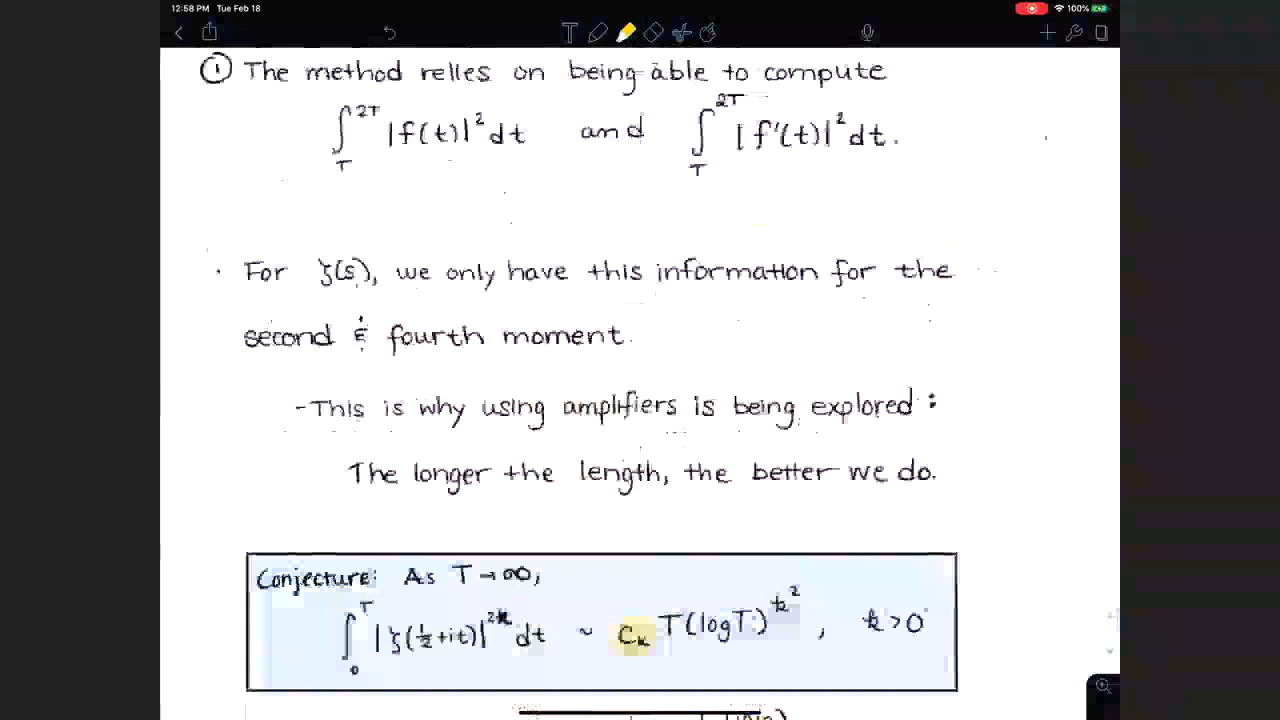 12:58 PM Tue Feb 18
100%
① The method relies on being able to compute
∫_T^{2T} |f(t)|² dt and ∫_T^{2T} |f'(t)|² dt.
· For ζ(s), we only have this information for the
second & fourth moment.
- This is why using amplifiers is being explored:
The longer the length, the better we do.
Conjecture: As T → ∞,
∫_0^T |ζ(½+it)|^{2k} dt ~ C_k T(log T)^{k²}, k > 0